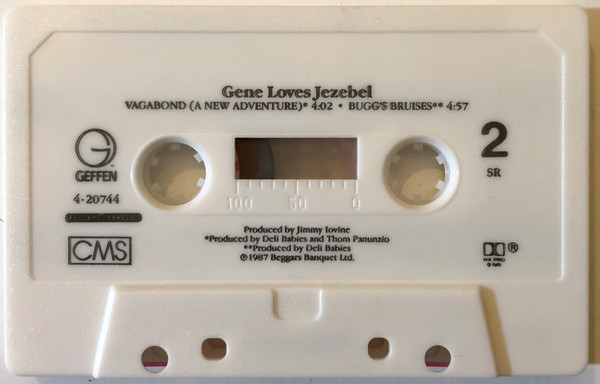 Gene Loves Jezebel
VAGABOND (A NEW ADVENTURE)* 4:02 • BUGG'S BRUISES** 4:57
2
SR
G
GEFFEN
4-20744
CMS
100 50 0
Produced by Jimmy Iovine
*Produced by Deli Babies and Thom Panunzio
**Produced by Deli Babies
℗1987 Beggars Banquet Ltd.
®
HX PRO